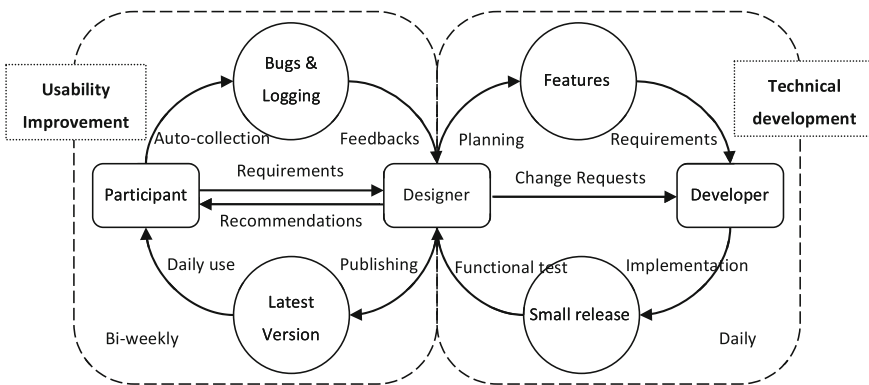 Usability
Improvement
Bugs &
Logging
Features
Technical
development
Auto-collection
Feedbacks
Planning
Requirements
Participant
Requirements
Recommendations
Designer
Change Requests
Developer
Daily use
Publishing
Functional test
Implementation
Latest
Version
Small release
Bi-weekly
Daily